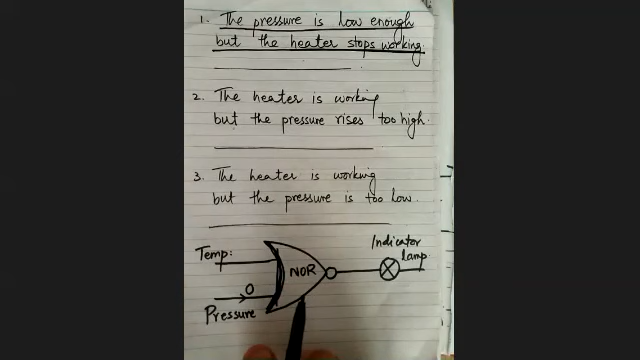 1. The pressure is low enough
but the heater stops working.
2. The heater is working
but the pressure rises too high.
3. The heater is working
but the pressure is too low.
Temp:
NOR
Indicator
lamp
0
Pressure